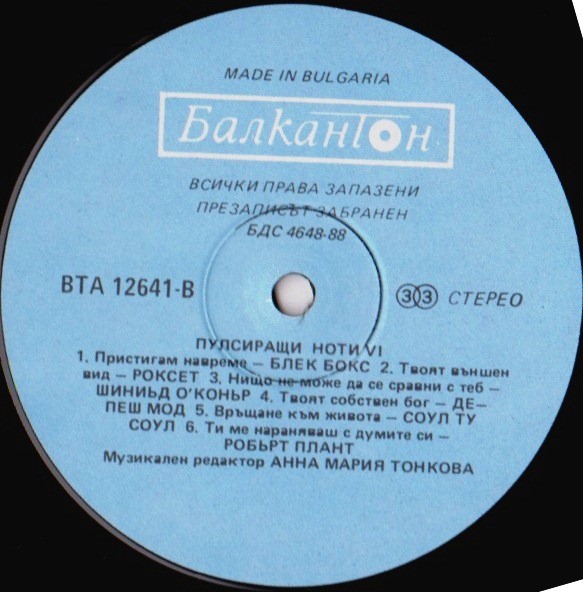 MADE IN BULGARIA
Балкантон
ВСИЧКИ ПРАВА ЗАПАЗЕНИ
ПРЕЗАПИСЪТ ЗАБРАНЕН
БДС 4648-88
ВТА 12641-В
33 СТЕРЕО
ПУЛСИРАЩИ НОТИ VI
1. Пристигам навреме – БЛЕК БОКС 2. Твоят външен
вид – РОКСЕТ 3. Нищо не може да се сравни с теб –
ШИНИЪД О'КОНЪР 4. Твоят собствен бог – ДЕ–
ПЕШ МОД 5. Връщане към живота – СОУЛ ТУ
СОУЛ 6. Ти ме нараняваш с думите си –
РОБЪРТ ПЛАНТ
Музикален редактор АННА МАРИЯ ТОНКОВА